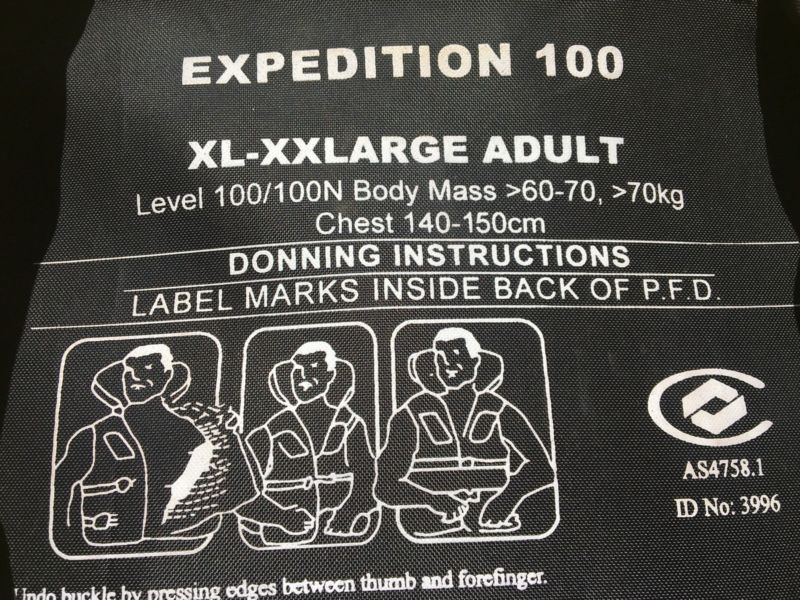 EXPEDITION 100
XL-XXLARGE ADULT
Level 100/100N Body Mass >60-70, >70kg
Chest 140-150cm
DONNING INSTRUCTIONS
LABEL MARKS INSIDE BACK OF P.F.D.
AS4758.1
ID No: 3996
Undo buckle by pressing edges between thumb and forefinger.